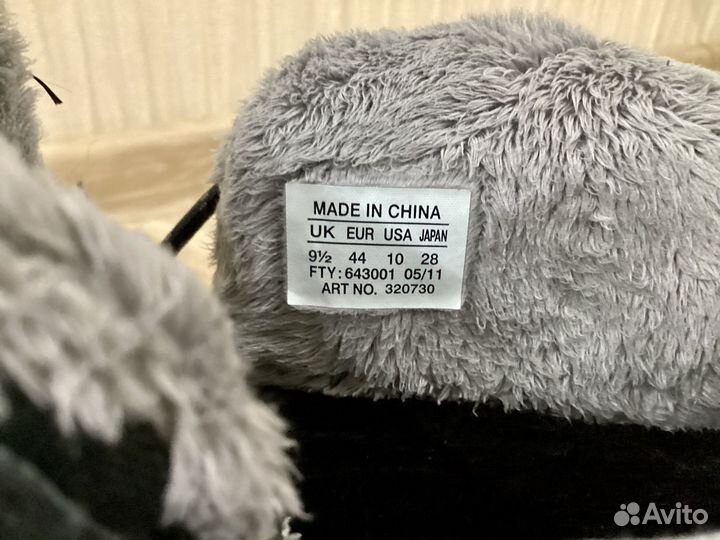 MADE IN CHINA
UK EUR USA JAPAN
9½ 44 10 28
FTY: 643001 05/11
ART NO. 320730
Avito